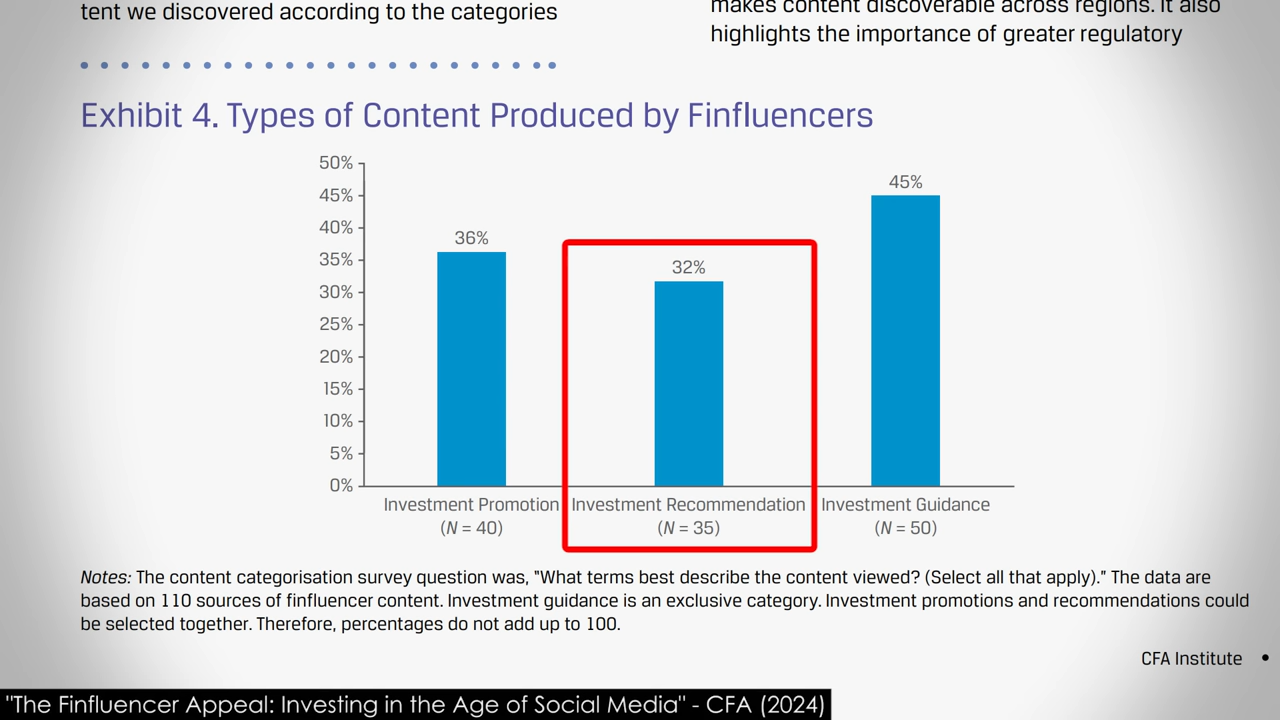 tent we discovered according to the categories
makes content discoverable across regions. It also
highlights the importance of greater regulatory
Exhibit 4. Types of Content Produced by Finfluencers
50%
45%
40%
35%
30%
25%
20%
15%
10%
5%
0%
36%
32%
45%
Investment Promotion
(N = 40)
Investment Recommendation
(N = 35)
Investment Guidance
(N = 50)
Notes: The content categorisation survey question was, "What terms best describe the content viewed? (Select all that apply)." The data are
based on 110 sources of finfluencer content. Investment guidance is an exclusive category. Investment promotions and recommendations could
be selected together. Therefore, percentages do not add up to 100.
CFA Institute •
"The Finfluencer Appeal: Investing in the Age of Social Media" - CFA (2024)